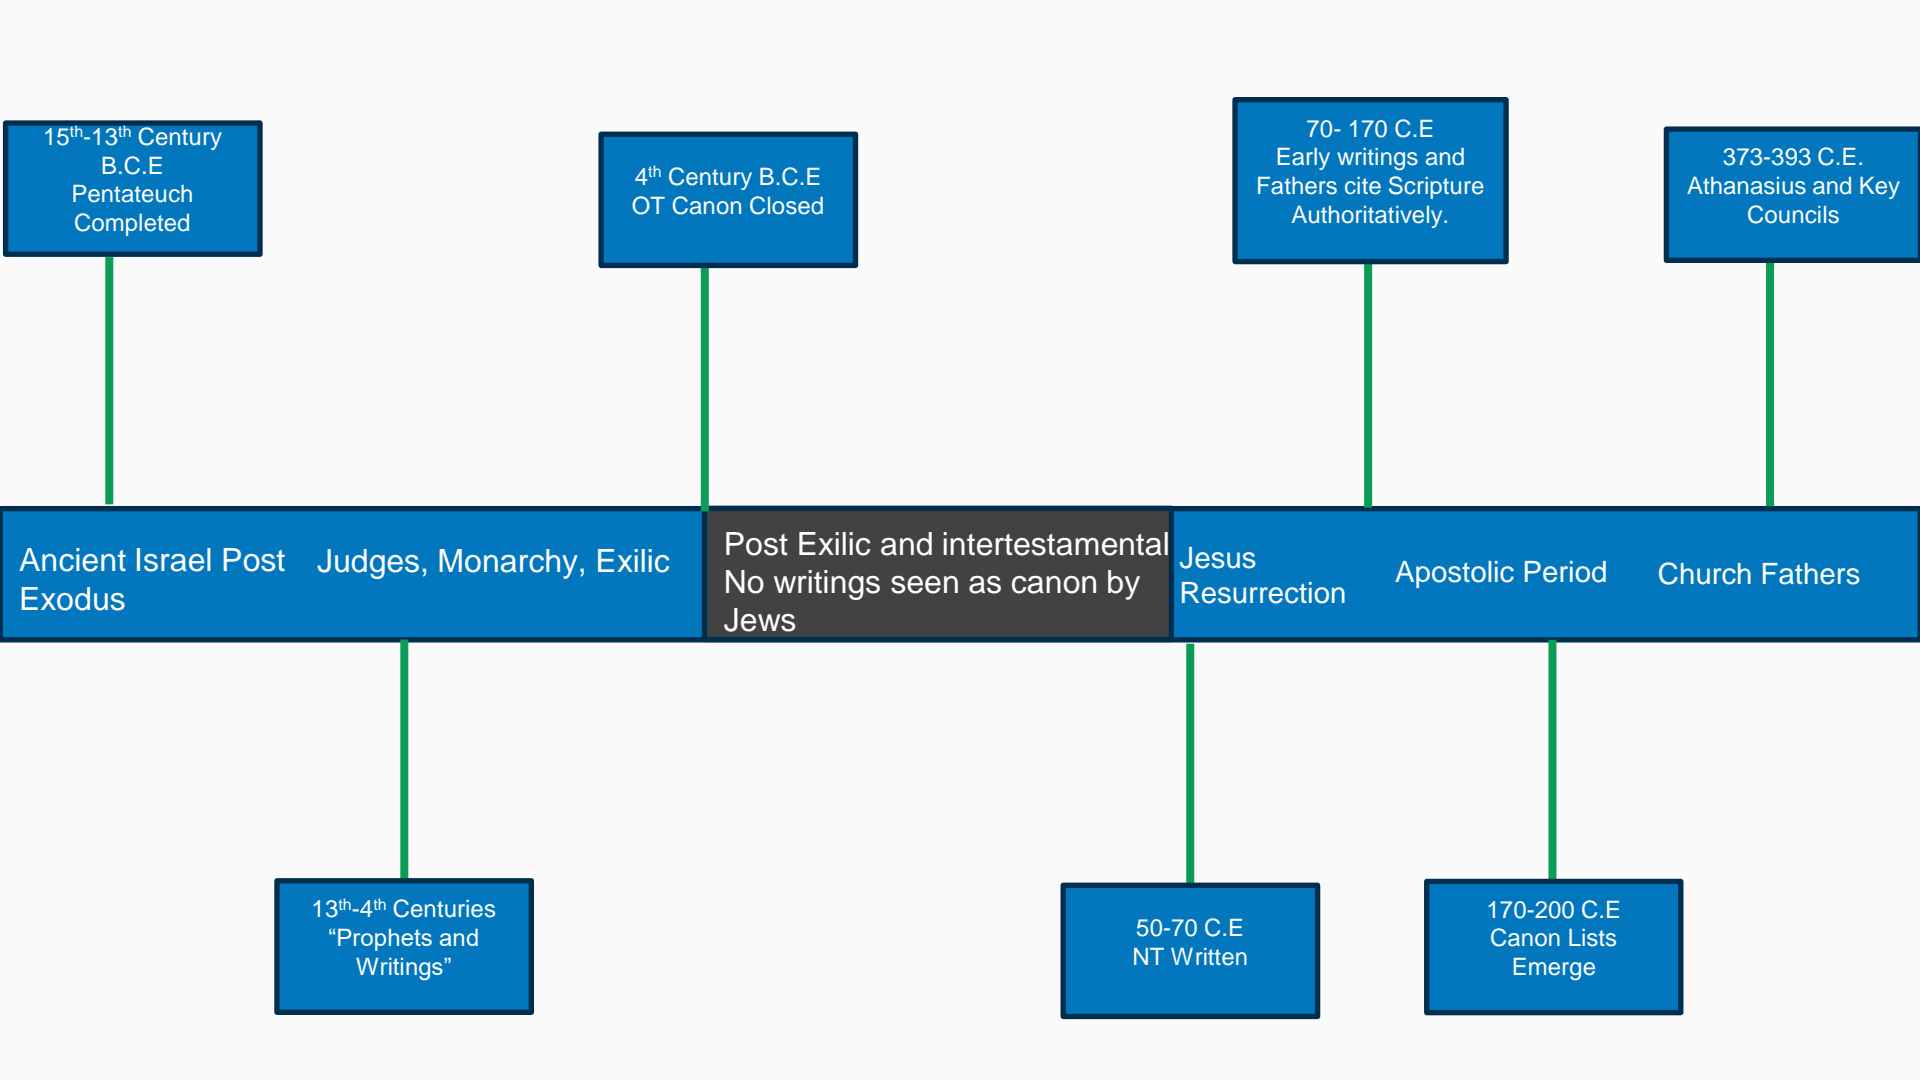 15th-13th Century
B.C.E
Pentateuch
Completed
4th Century B.C.E
OT Canon Closed
70- 170 C.E
Early writings and
Fathers cite Scripture
Authoritatively.
373-393 C.E.
Athanasius and Key
Councils
Ancient Israel Post
Exodus
Judges, Monarchy, Exilic
Post Exilic and intertestamental
No writings seen as canon by
Jews
Jesus
Resurrection
Apostolic Period
Church Fathers
13th-4th Centuries
“Prophets and
Writings”
50-70 C.E
NT Written
170-200 C.E
Canon Lists
Emerge